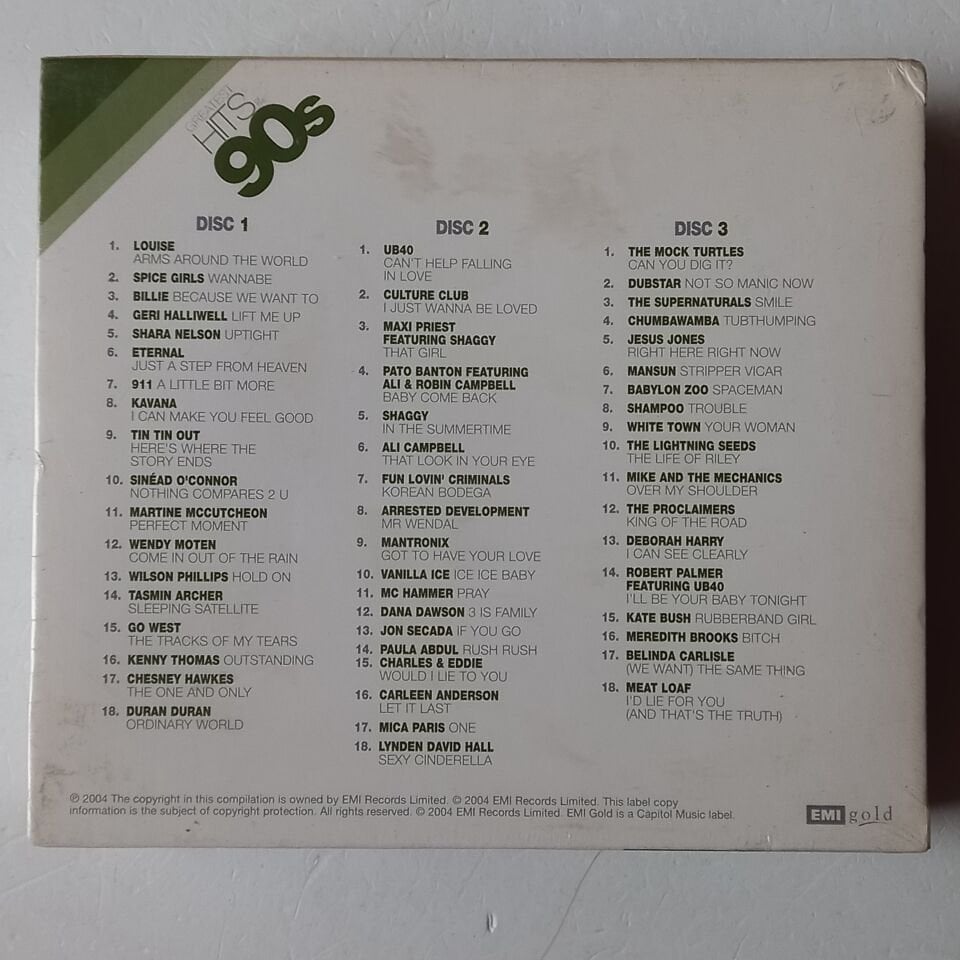 GREATEST
HITS
90s
DISC 1
1. LOUISE
ARMS AROUND THE WORLD
2. SPICE GIRLS WANNABE
3. BILLIE BECAUSE WE WANT TO
4. GERI HALLIWELL LIFT ME UP
5. SHARA NELSON UPTIGHT
6. ETERNAL
JUST A STEP FROM HEAVEN
7. 911 A LITTLE BIT MORE
8. KAVANA
I CAN MAKE YOU FEEL GOOD
9. TIN TIN OUT
HERE'S WHERE THE
STORY ENDS
10. SINÉAD O'CONNOR
NOTHING COMPARES 2 U
11. MARTINE MCCUTCHEON
PERFECT MOMENT
12. WENDY MOTEN
COME IN OUT OF THE RAIN
13. WILSON PHILLIPS HOLD ON
14. TASMIN ARCHER
SLEEPING SATELLITE
15. GO WEST
THE TRACKS OF MY TEARS
16. KENNY THOMAS OUTSTANDING
17. CHESNEY HAWKES
THE ONE AND ONLY
18. DURAN DURAN
ORDINARY WORLD
DISC 2
1. UB40
CAN'T HELP FALLING
IN LOVE
2. CULTURE CLUB
I JUST WANNA BE LOVED
3. MAXI PRIEST
FEATURING SHAGGY
THAT GIRL
4. PATO BANTON FEATURING
ALI & ROBIN CAMPBELL
BABY COME BACK
5. SHAGGY
IN THE SUMMERTIME
6. ALI CAMPBELL
THAT LOOK IN YOUR EYE
7. FUN LOVIN' CRIMINALS
KOREAN BODEGA
8. ARRESTED DEVELOPMENT
MR WENDAL
9. MANTRONIX
GOT TO HAVE YOUR LOVE
10. VANILLA ICE ICE ICE BABY
11. MC HAMMER PRAY
12. DANA DAWSON 3 IS FAMILY
13. JON SECADA IF YOU GO
14. PAULA ABDUL RUSH RUSH
15. CHARLES & EDDIE
WOULD I LIE TO YOU
16. CARLEEN ANDERSON
LET IT LAST
17. MICA PARIS ONE
18. LYNDEN DAVID HALL
SEXY CINDERELLA
DISC 3
1. THE MOCK TURTLES
CAN YOU DIG IT?
2. DUBSTAR NOT SO MANIC NOW
3. THE SUPERNATURALS SMILE
4. CHUMBAWAMBA TUBTHUMPING
5. JESUS JONES
RIGHT HERE RIGHT NOW
6. MANSUN STRIPPER VICAR
7. BABYLON ZOO SPACEMAN
8. SHAMPOO TROUBLE
9. WHITE TOWN YOUR WOMAN
10. THE LIGHTNING SEEDS
THE LIFE OF RILEY
11. MIKE AND THE MECHANICS
OVER MY SHOULDER
12. THE PROCLAIMERS
KING OF THE ROAD
13. DEBORAH HARRY
I CAN SEE CLEARLY
14. ROBERT PALMER
FEATURING UB40
I'LL BE YOUR BABY TONIGHT
15. KATE BUSH RUBBERBAND GIRL
16. MEREDITH BROOKS BITCH
17. BELINDA CARLISLE
(WE WANT) THE SAME THING
18. MEAT LOAF
I'D LIE FOR YOU
(AND THAT'S THE TRUTH)
℗ 2004 The copyright in this compilation is owned by EMI Records Limited. © 2004 EMI Records Limited. This label copy
information is the subject of copyright protection. All rights reserved. © 2004 EMI Records Limited. EMI Gold is a Capitol Music label.
EMI gold